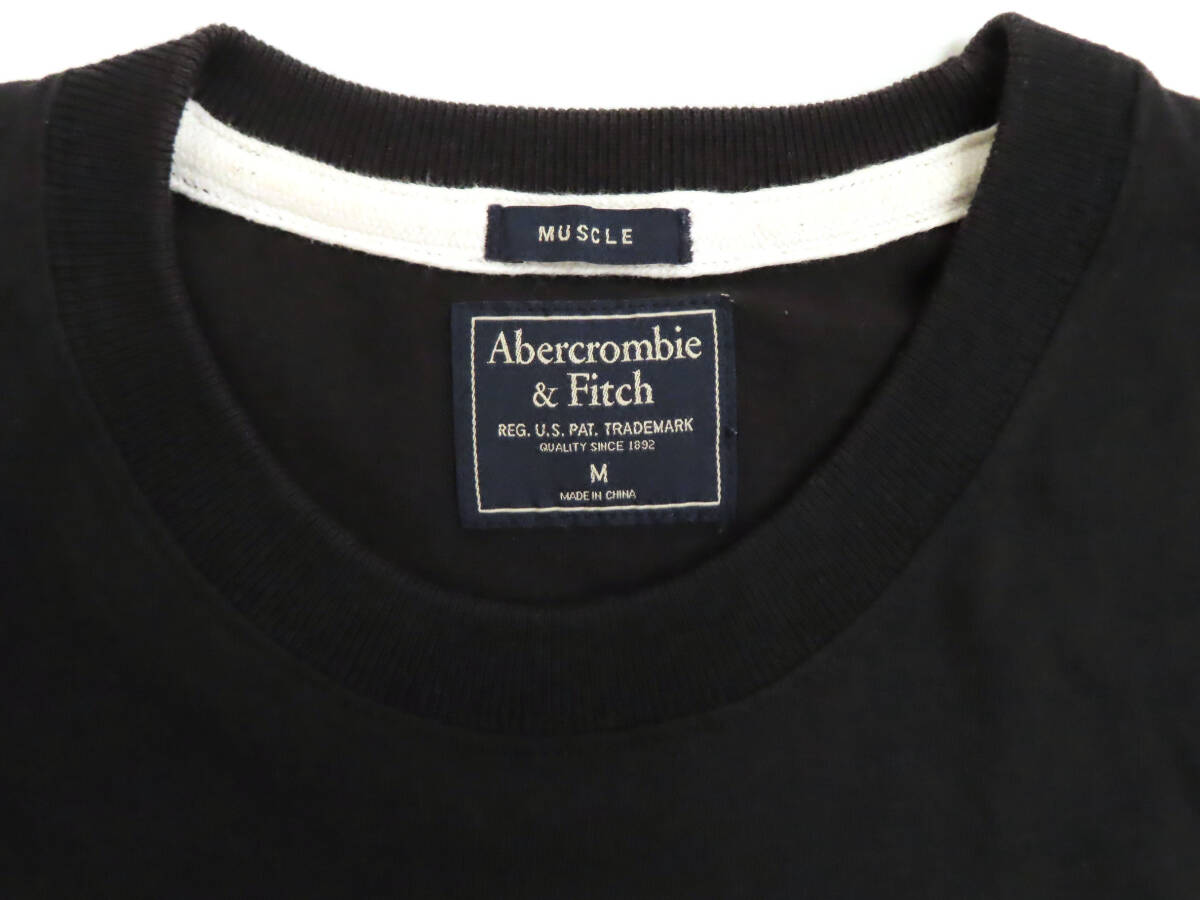 MUSCLE
Abercrombie
& Fitch
REG. U.S. PAT. TRADEMARK
QUALITY SINCE 1892
M
MADE IN CHINA